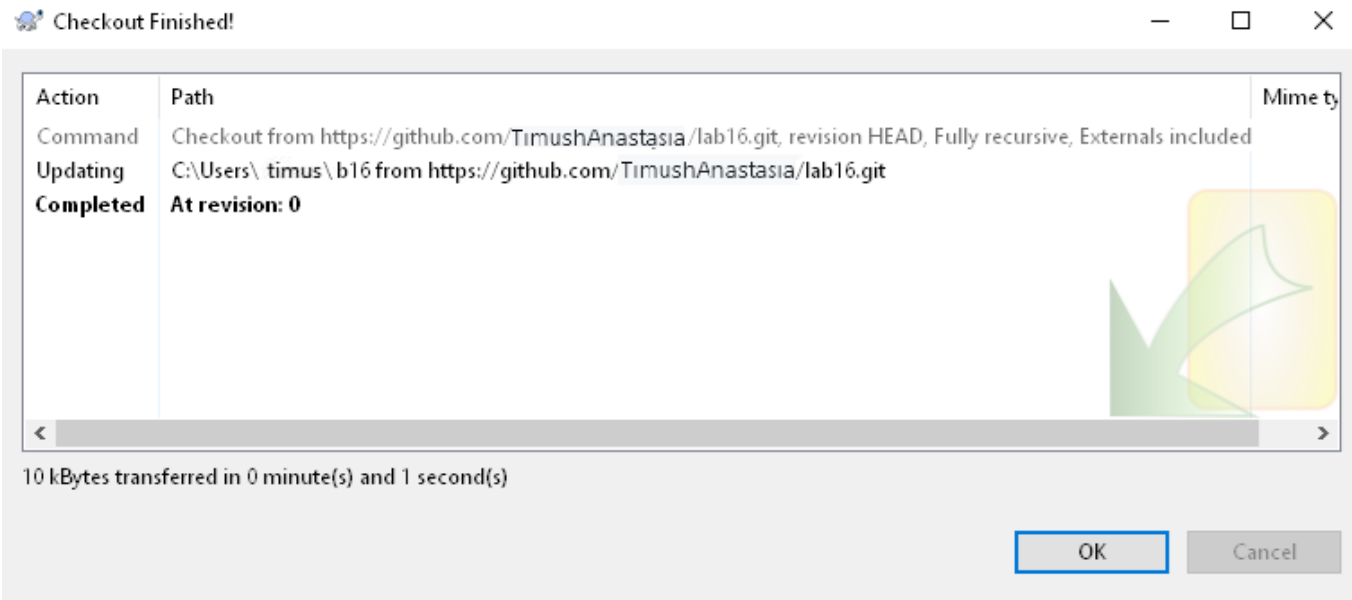 Checkout Finished!
Action Path Mime ty
Command Checkout from https://github.com/TimushAnastasia/lab16.git, revision HEAD, Fully recursive, Externals included
Updating C:\Users\ timus\ b16 from https://github.com/TimushAnastasia/lab16.git
Completed At revision: 0
10 kBytes transferred in 0 minute(s) and 1 second(s)
OK Cancel